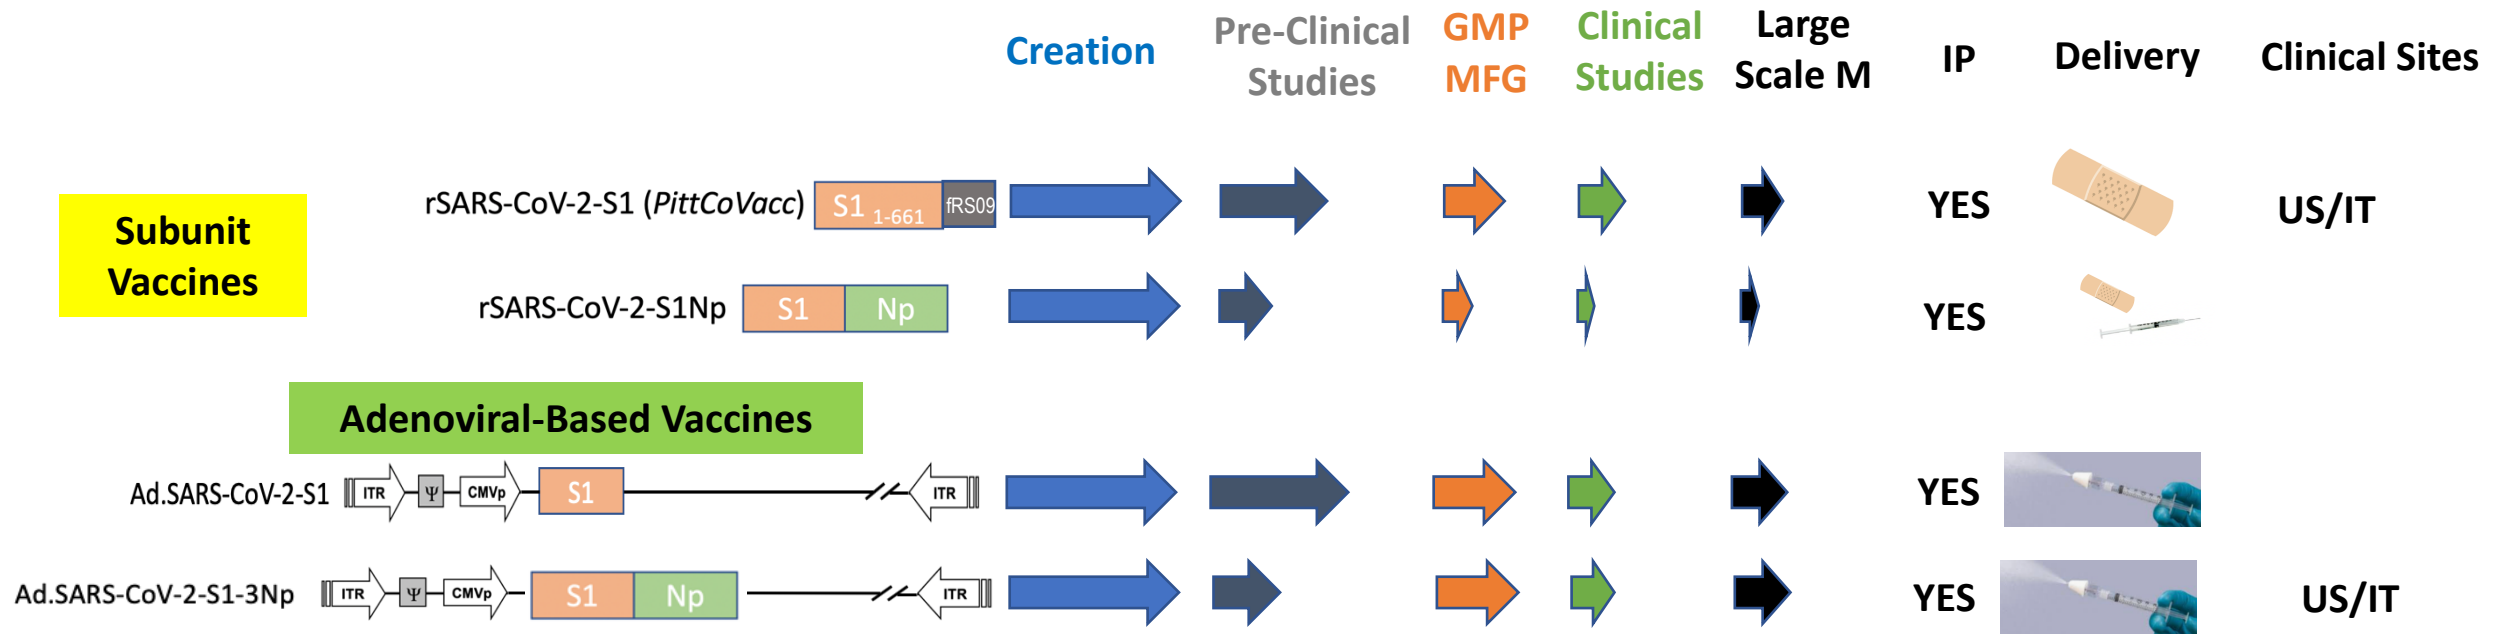 Creation
Pre-Clinical
Studies
GMP
MFG
Clinical
Studies
Large
Scale M
IP
Delivery
Clinical Sites
Subunit
Vaccines
rSARS-CoV-2-S1 (PittCoVacc)
S1 1-661
fRS09
YES
US/IT
rSARS-CoV-2-S1Np
S1
Np
YES
Adenoviral-Based Vaccines
Ad.SARS-CoV-2-S1
ITR
Ψ
CMVp
S1
ITR
YES
Ad.SARS-CoV-2-S1-3Np
ITR
Ψ
CMVp
S1
Np
ITR
YES
US/IT